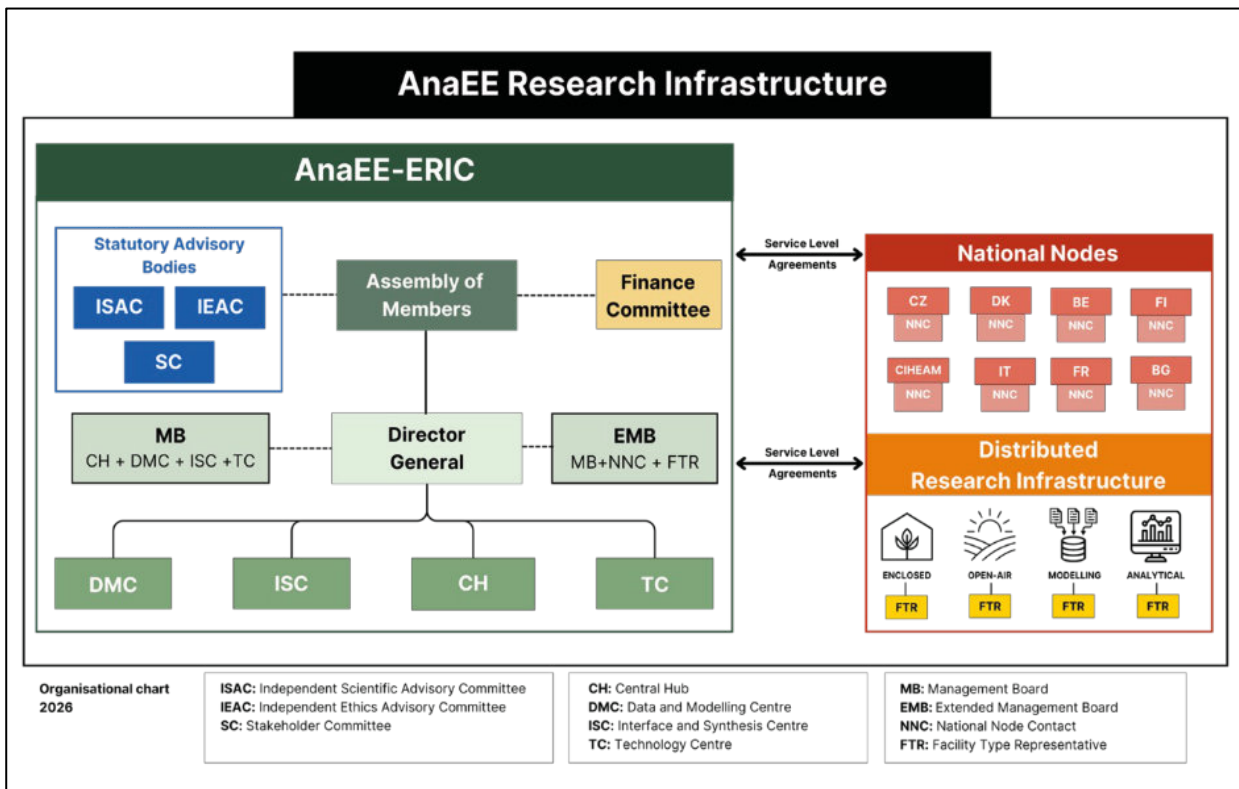 AnaEE Research Infrastructure
AnaEE-ERIC
Statutory Advisory
Bodies
ISAC
IEAC
SC
Assembly of
Members
Finance
Committee
MB
CH + DMC + ISC +TC
Director
General
EMB
MB+NNC + FTR
DMC
ISC
CH
TC
Service Level
Agreements
Service Level
Agreements
National Nodes
CZ
NNC
DK
NNC
BE
NNC
FI
NNC
CIHEAM
NNC
IT
NNC
FR
NNC
BG
NNC
Distributed
Research Infrastructure
ENCLOSED
FTR
OPEN-AIR
FTR
MODELLING
FTR
ANALYTICAL
FTR
Organisational chart
2026
ISAC: Independent Scientific Advisory Committee
IEAC: Independent Ethics Advisory Committee
SC: Stakeholder Committee
CH: Central Hub
DMC: Data and Modelling Centre
ISC: Interface and Synthesis Centre
TC: Technology Centre
MB: Management Board
EMB: Extended Management Board
NNC: National Node Contact
FTR: Facility Type Representative